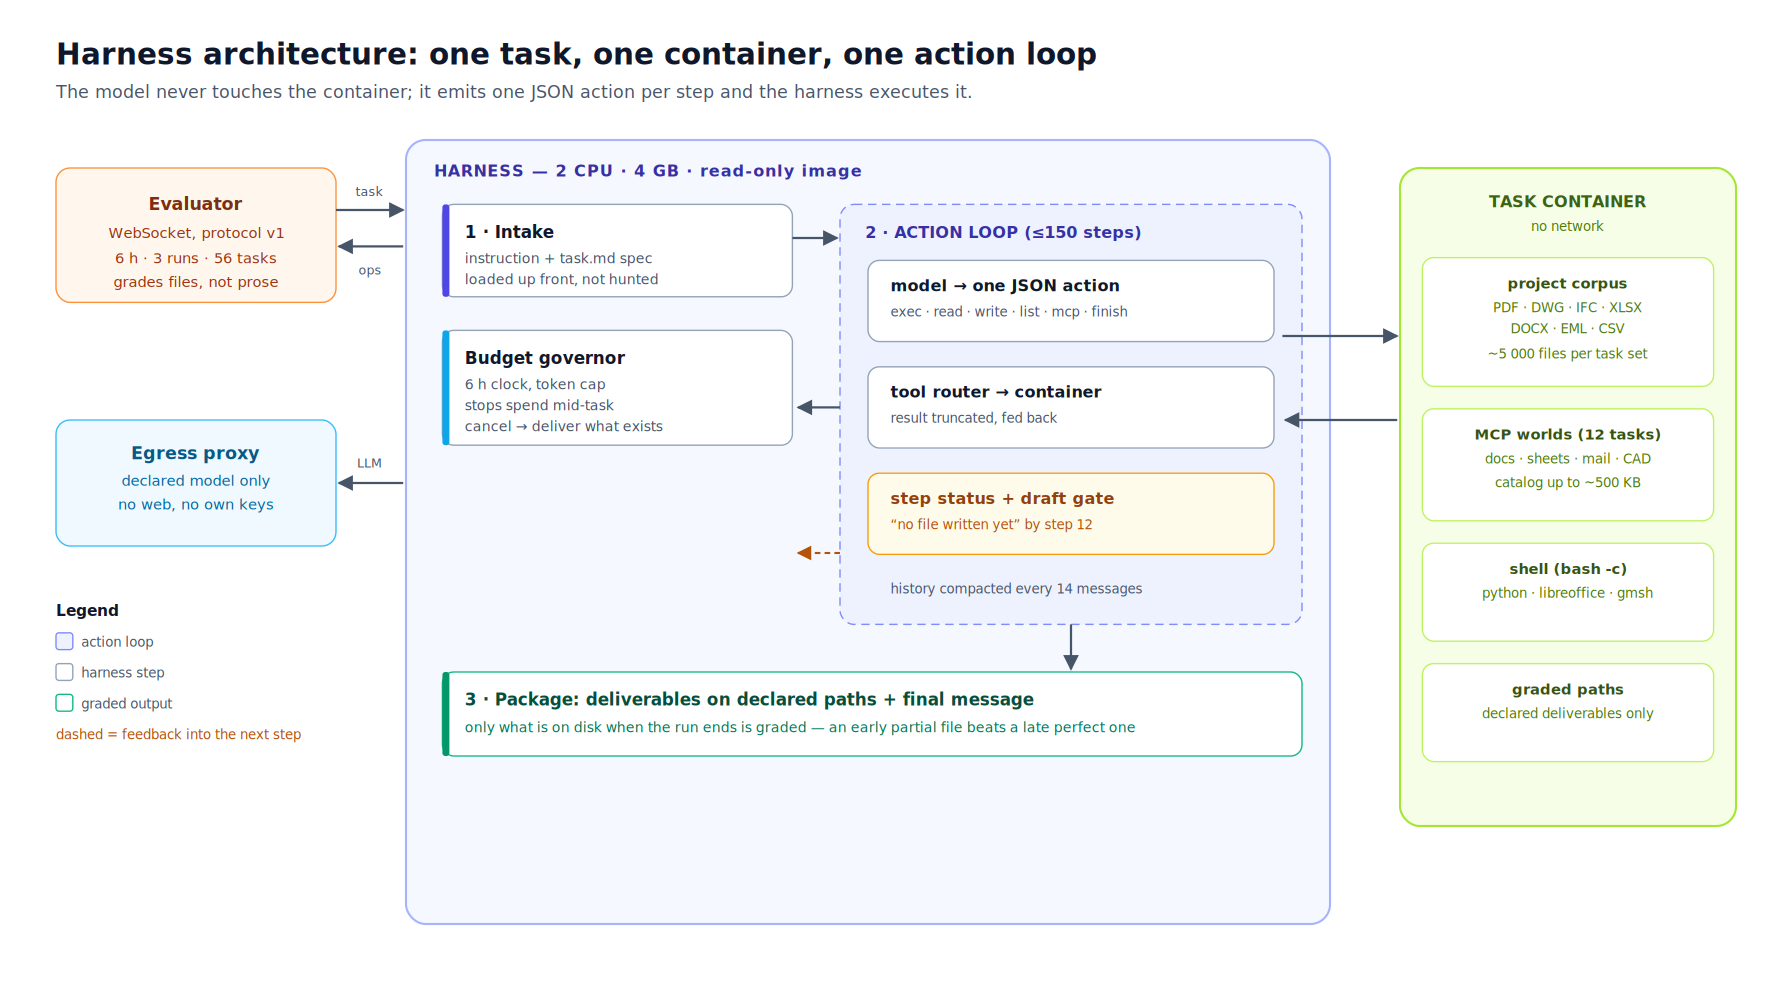 Harness architecture: one task, one container, one action loop
The model never touches the container; it emits one JSON action per step and the harness executes it.
Evaluator
WebSocket, protocol v1
6 h · 3 runs · 56 tasks
grades files, not prose
task
ops
Egress proxy
declared model only
no web, no own keys
LLM
Legend
action loop
harness step
graded output
dashed = feedback into the next step
HARNESS — 2 CPU · 4 GB · read-only image
1 · Intake
instruction + task.md spec
loaded up front, not hunted
Budget governor
6 h clock, token cap
stops spend mid-task
cancel → deliver what exists
2 · ACTION LOOP (≤150 steps)
model → one JSON action
exec · read · write · list · mcp · finish
tool router → container
result truncated, fed back
step status + draft gate
“no file written yet” by step 12
history compacted every 14 messages
3 · Package: deliverables on declared paths + final message
only what is on disk when the run ends is graded — an early partial file beats a late perfect one
TASK CONTAINER
no network
project corpus
PDF · DWG · IFC · XLSX
DOCX · EML · CSV
~5 000 files per task set
MCP worlds (12 tasks)
docs · sheets · mail · CAD
catalog up to ~500 KB
shell (bash -c)
python · libreoffice · gmsh
graded paths
declared deliverables only